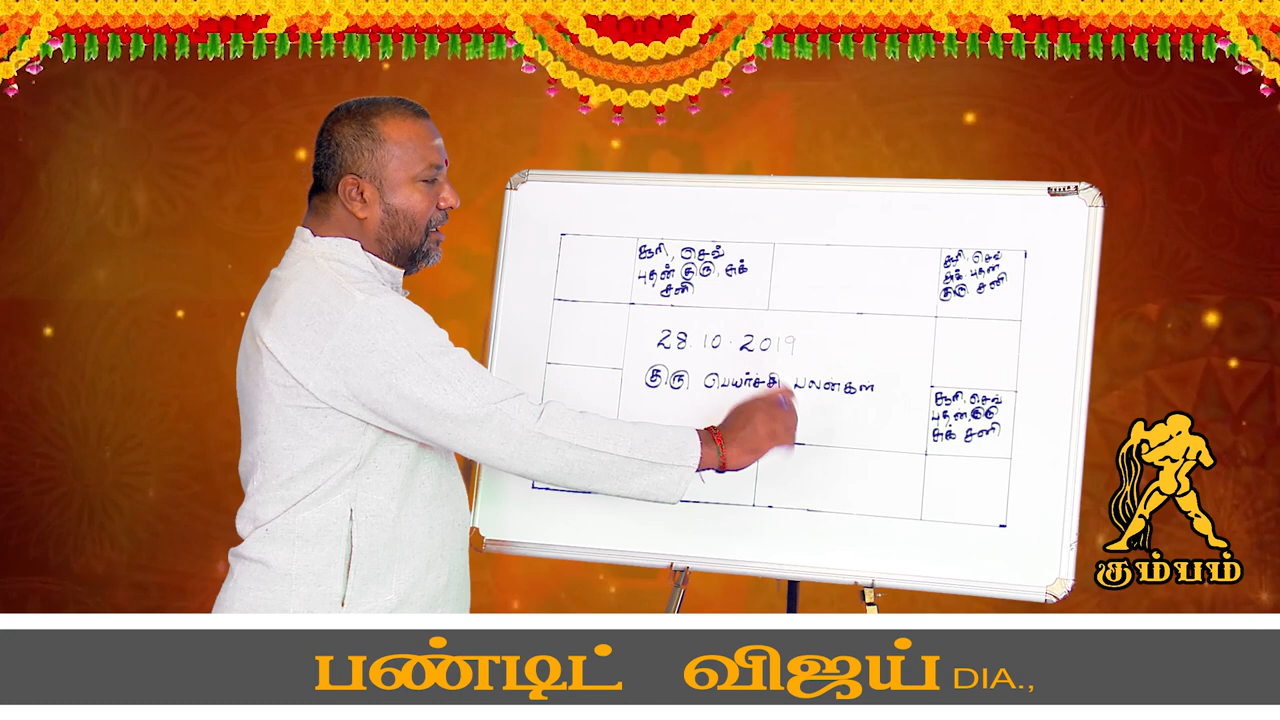 சூரி, செவ்
புதன் குரு, சுக்
சனி
சூரி, செவ்
சுக். புதன்
குரு சனி
28.10.2019
குரு பெயர்ச்சி பலன்கள்
சூரி. செவ்
புதன், குரு
சுக் சனி
கும்பம்
பண்டிட் விஜய் DIA.,